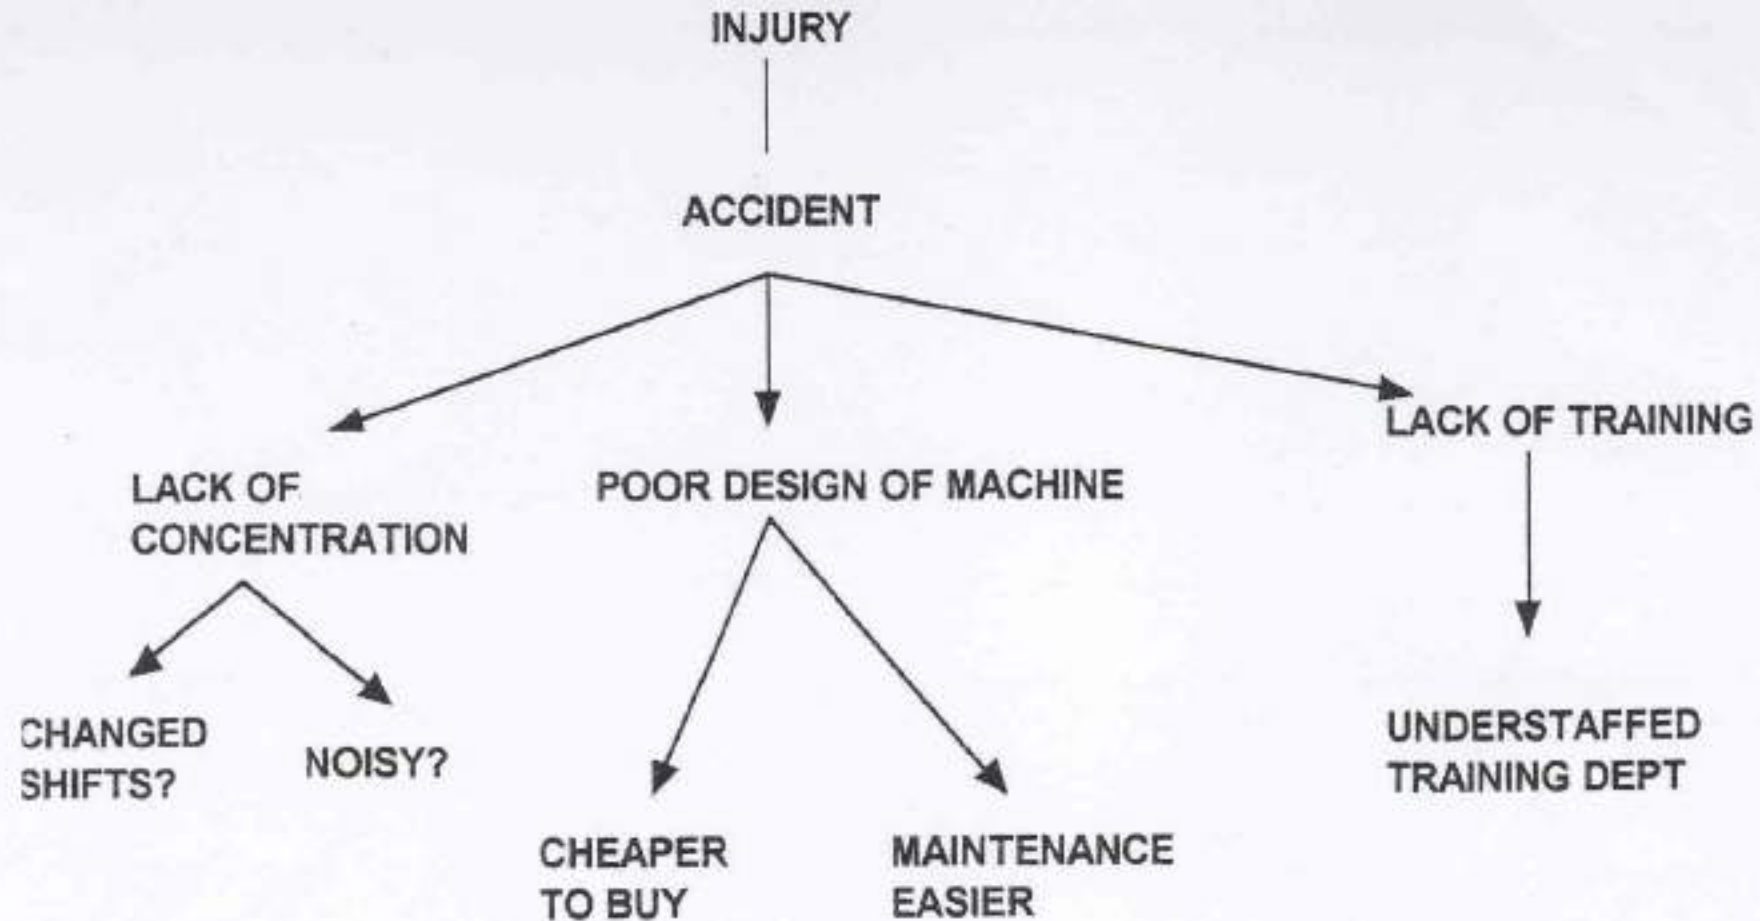 INJURY
ACCIDENT
LACK OF TRAINING
LACK OF
CONCENTRATION
POOR DESIGN OF MACHINE
CHANGED
SHIFTS?
NOISY?
UNDERSTAFFED
TRAINING DEPT
CHEAPER
TO BUY
MAINTENANCE
EASIER